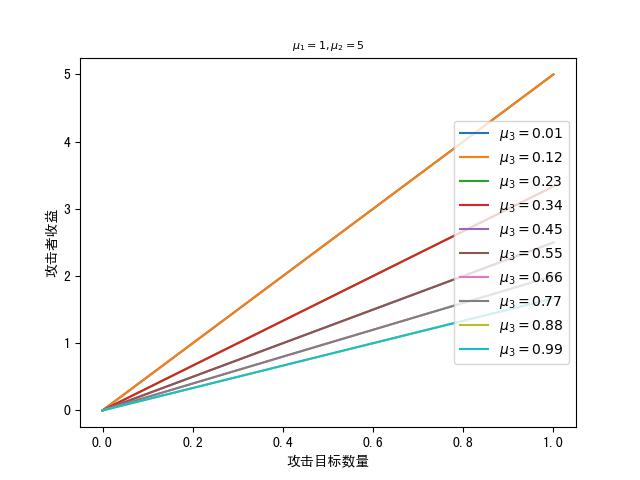 μ₁ = 1, μ₂ = 5
5
4
3
2
1
0
攻击者收益
0.0 0.2 0.4 0.6 0.8 1.0
攻击目标数量
μ₃ = 0.01
μ₃ = 0.12
μ₃ = 0.23
μ₃ = 0.34
μ₃ = 0.45
μ₃ = 0.55
μ₃ = 0.66
μ₃ = 0.77
μ₃ = 0.88
μ₃ = 0.99